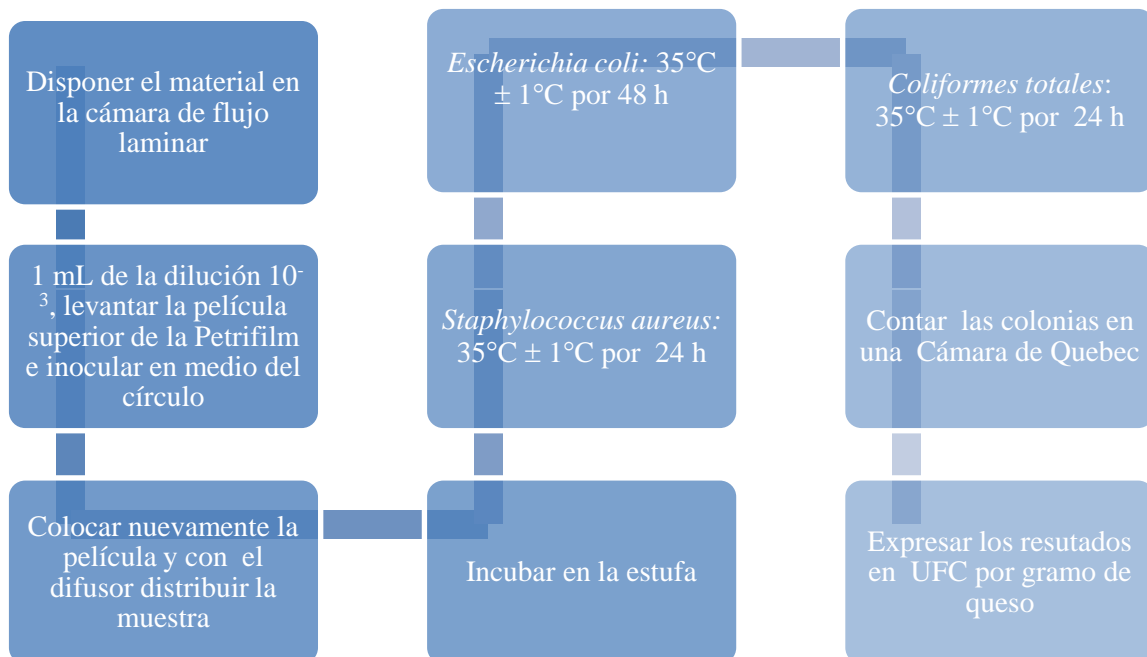 Disponer el material en
la cámara de flujo
laminar
1 mL de la dilución 10-
3, levantar la película
superior de la Petrifilm
e inocular en medio del
círculo
Colocar nuevamente la
película y con el
difusor distribuir la
muestra
Incubar en la estufa
Staphylococcus aureus:
35°C ± 1°C por 24 h
Escherichia coli: 35°C
± 1°C por 48 h
Coliformes totales:
35°C ± 1°C por 24 h
Contar las colonias en
una Cámara de Quebec
Expresar los resutados
en UFC por gramo de
queso